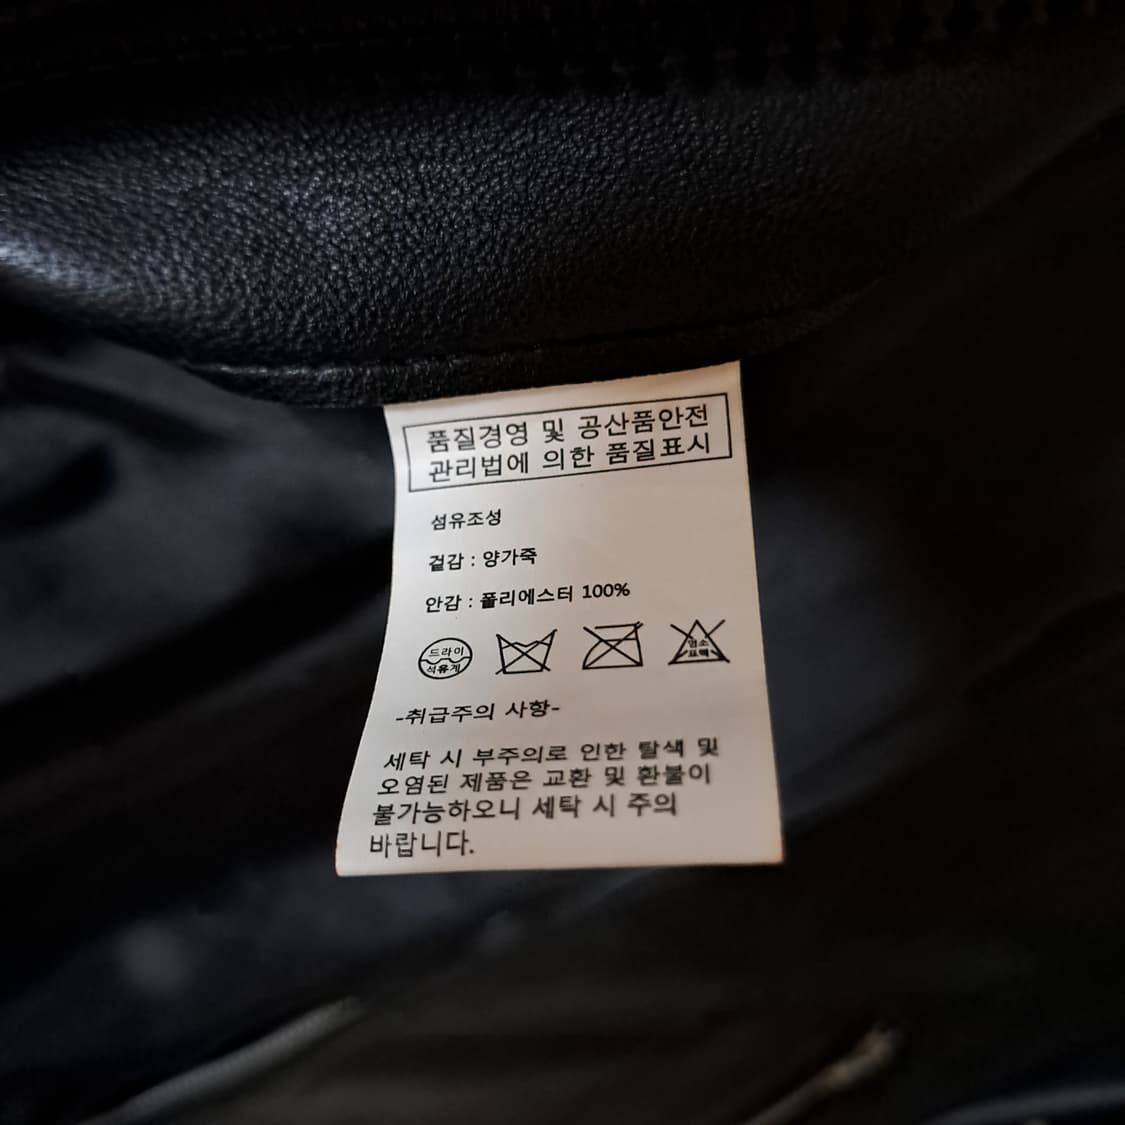 품질경영 및 공산품안전
관리법에 의한 품질표시
섬유조성
겉감 : 양가죽
안감 : 폴리에스터 100%
드라이
석유계
염소
표백
-취급주의 사항-
세탁 시 부주의로 인한 탈색 및
오염된 제품은 교환 및 환불이
불가능하오니 세탁 시 주의
바랍니다.